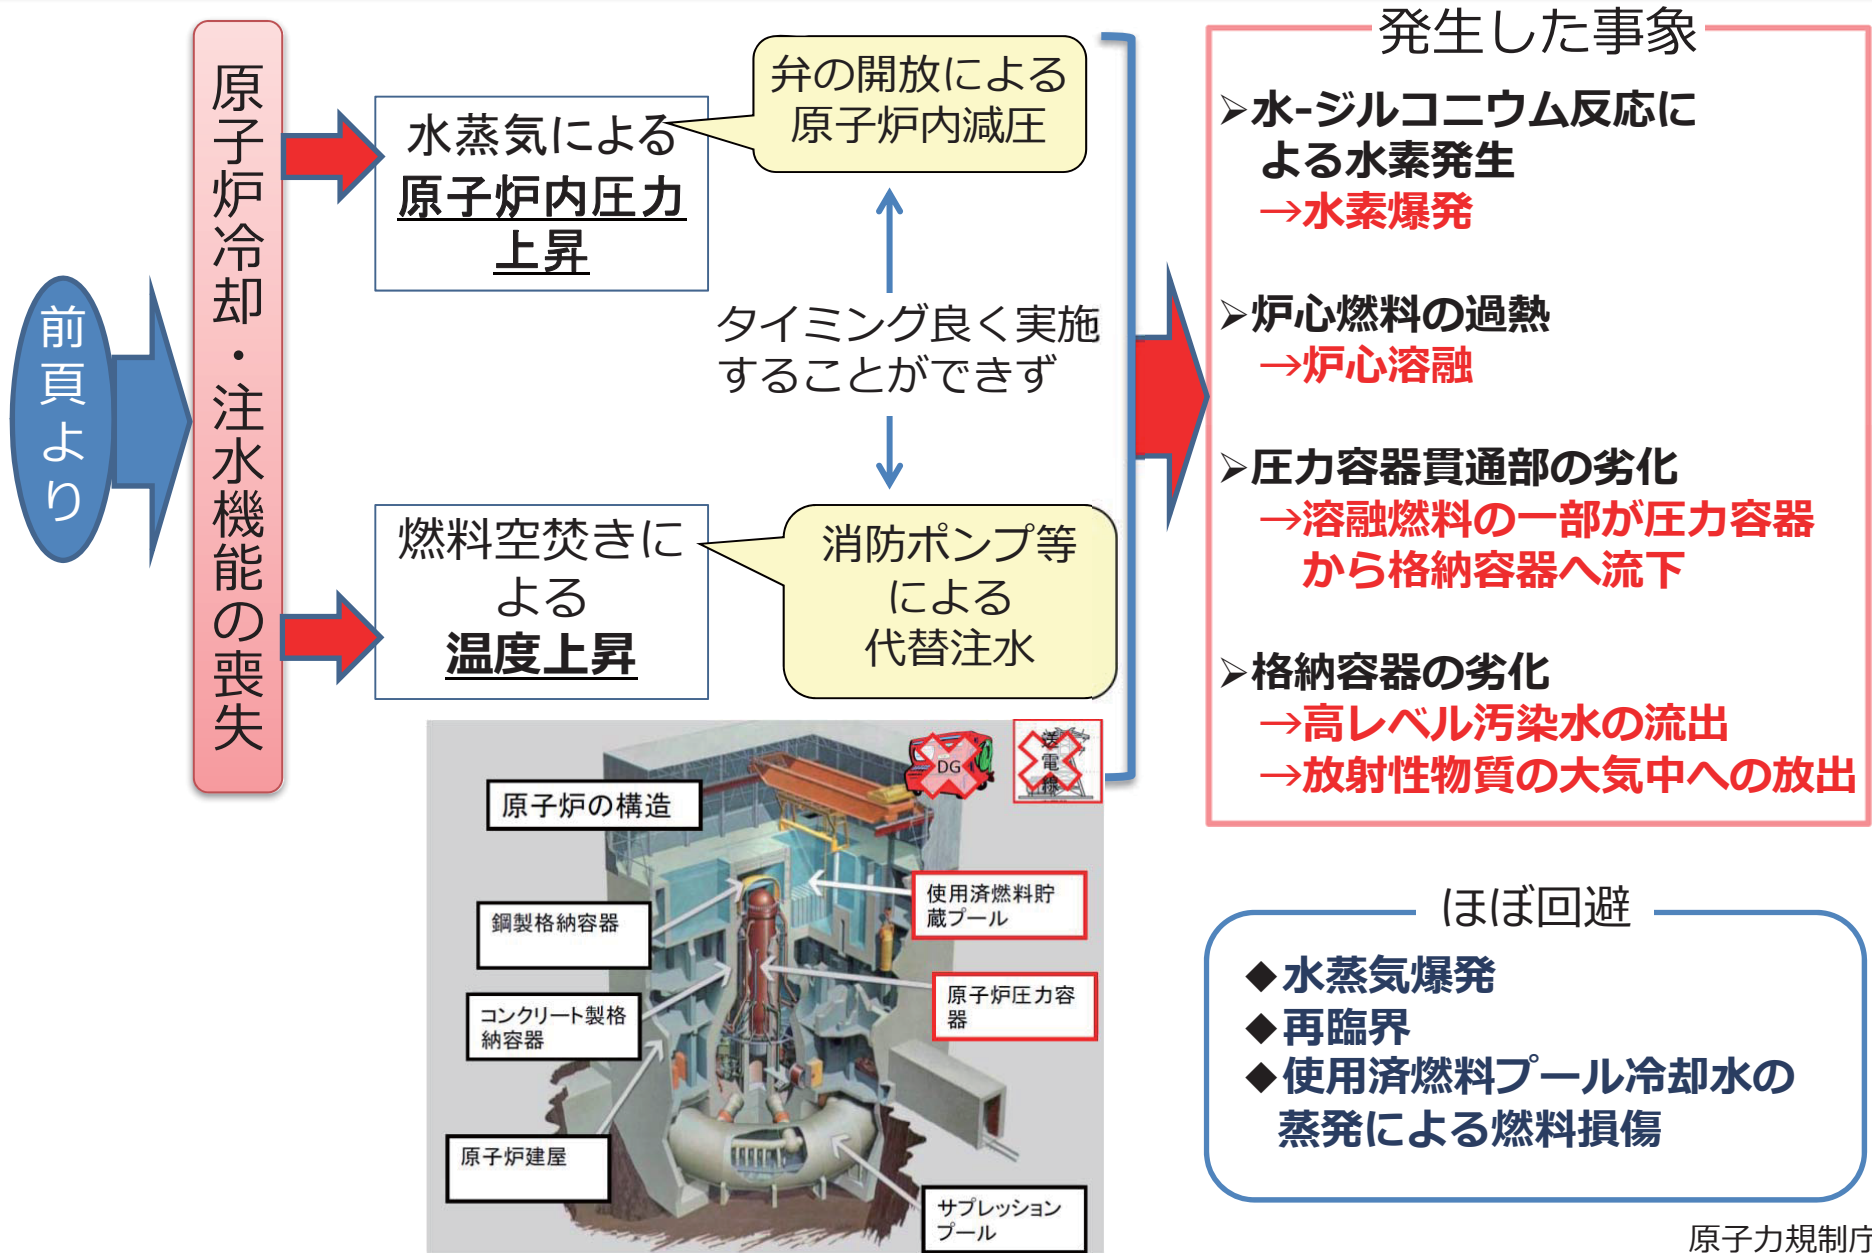 前頁より
原子炉冷却・注水機能の喪失
水蒸気による
原子炉内圧力
上昇
弁の開放による
原子炉内減圧
タイミング良く実施
することができず
燃料空焚きに
よる
温度上昇
消防ポンプ等
による
代替注水
発生した事象
➢水-ジルコニウム反応に
よる水素発生
→水素爆発
➢炉心燃料の過熱
→炉心溶融
➢圧力容器貫通部の劣化
→溶融燃料の一部が圧力容器
から格納容器へ流下
➢格納容器の劣化
→高レベル汚染水の流出
→放射性物質の大気中への放出
DG
送電線
原子炉の構造
鋼製格納容器
コンクリート製格
納容器
原子炉建屋
使用済燃料貯
蔵プール
原子炉圧力容
器
サプレッション
プール
ほぼ回避
◆水蒸気爆発
◆再臨界
◆使用済燃料プール冷却水の
蒸発による燃料損傷
原子力規制庁